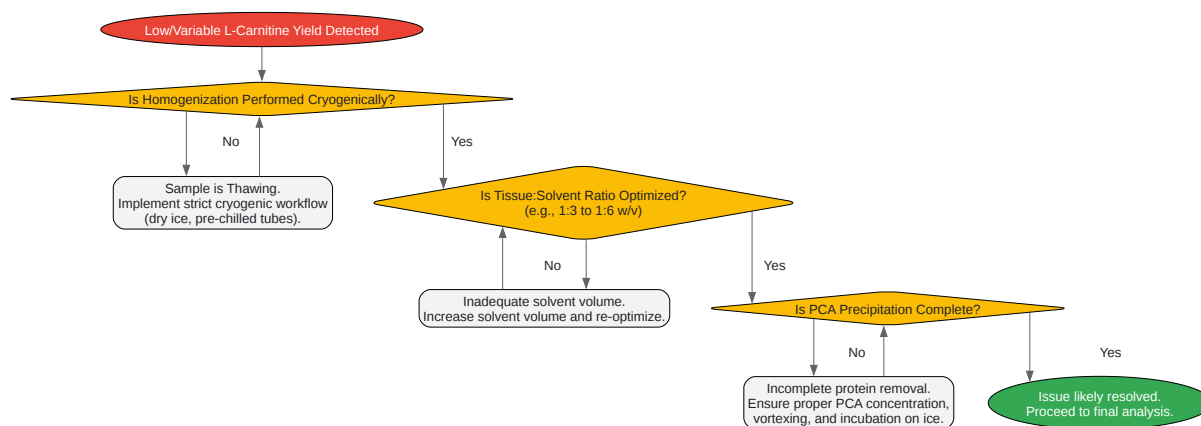 Low/Variable L-Carnitine Yield Detected
Is Homogenization Performed Cryogenically?
No
Yes
Sample is Thawing.
Implement strict cryogenic workflow
(dry ice, pre-chilled tubes).
Is Tissue:Solvent Ratio Optimized?
(e.g., 1:3 to 1:6 w/v)
No
Yes
Inadequate solvent volume.
Increase solvent volume and re-optimize.
Is PCA Precipitation Complete?
No
Yes
Incomplete protein removal.
Ensure proper PCA concentration,
vortexing, and incubation on ice.
Issue likely resolved.
Proceed to final analysis.